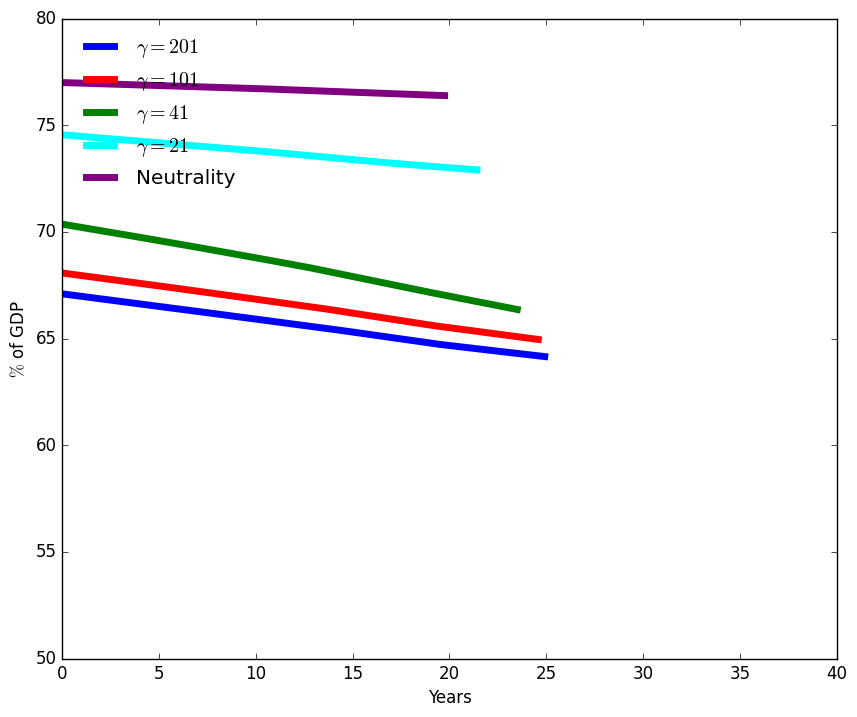 80
75
70
65
60
55
50
% of GDP
γ = 201
γ = 101
γ = 41
γ = 21
Neutrality
0 5 10 15 20 25 30 35 40
Years